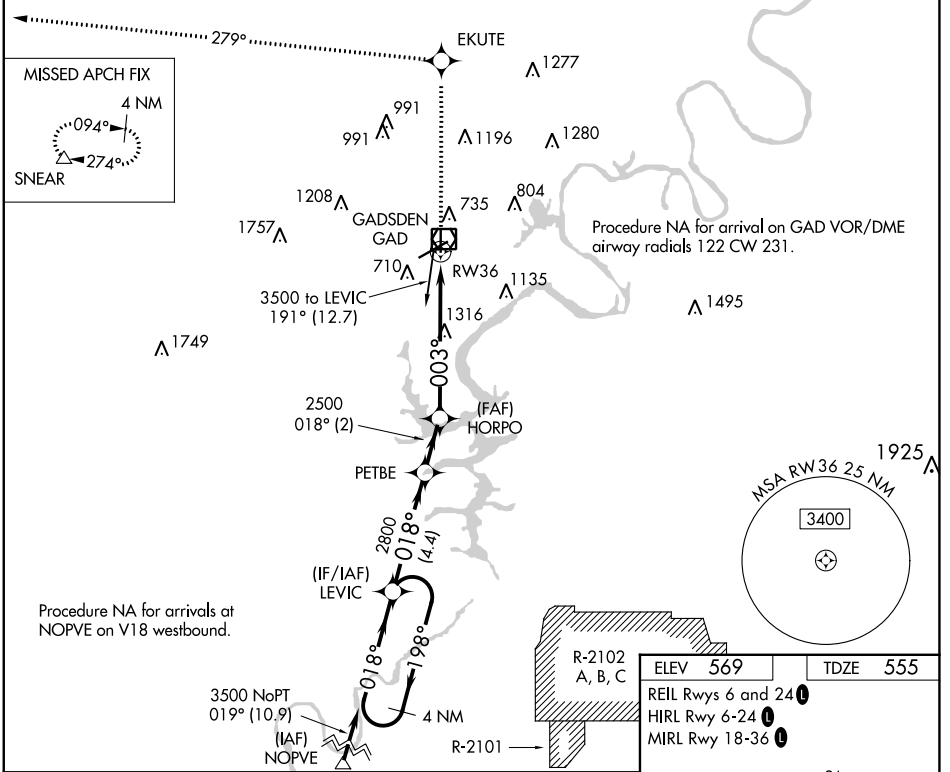 279°
EKUTE
MISSED APCH FIX
4 NM
094°
274°
SNEAR
1277
991
991
1196
1280
1208
735
804
1757
GADSDEN
GAD
Procedure NA for arrival on GAD VOR/DME
airway radials 122 CW 231.
710
RW36
1135
3500 to LEVIC
191° (12.7)
1316
1495
1749
003°
2500
018° (2)
(FAF)
HORPO
PETBE
1925
MSA RW36 25 NM
3400
2800
018°
(4.4)
(IF/IAF)
LEVIC
Procedure NA for arrivals at
NOPVE on V18 westbound.
018°
198°
R-2102
A, B, C
3500 NoPT
019° (10.9)
(IAF)
NOPVE
4 NM
R-2101
ELEV 569
TDZE 555
REIL Rwys 6 and 24 L
HIRL Rwy 6-24 L
MIRL Rwy 18-36 L